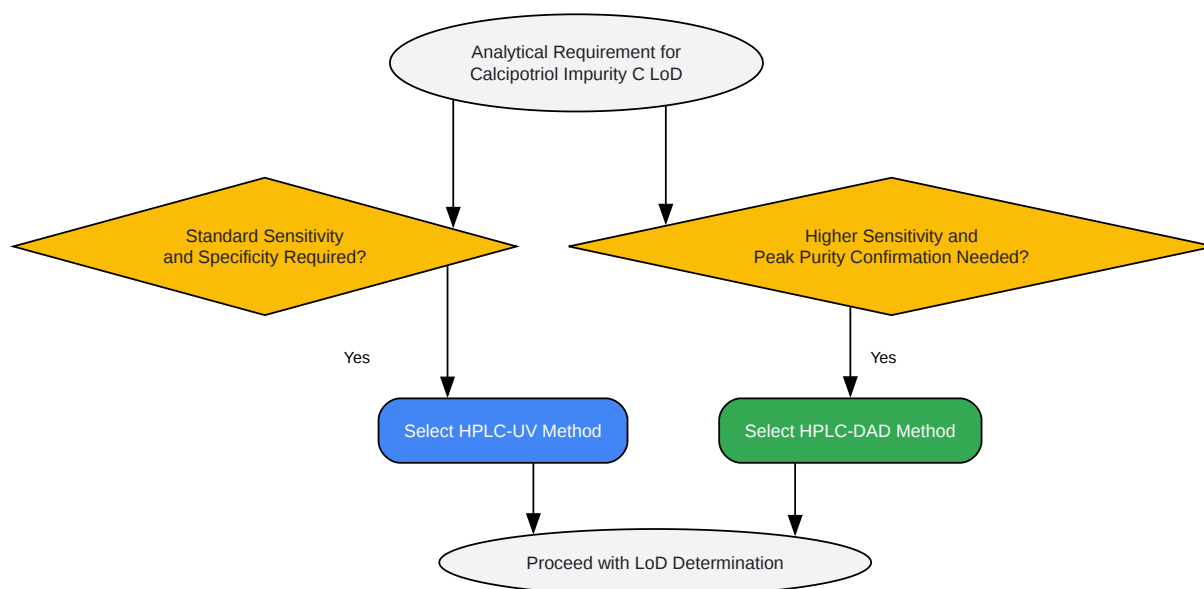 Analytical Requirement for
Calcipotriol Impurity C LoD
Standard Sensitivity
and Specificity Required?
Higher Sensitivity and
Peak Purity Confirmation Needed?
Yes
Yes
Select HPLC-UV Method
Select HPLC-DAD Method
Proceed with LoD Determination